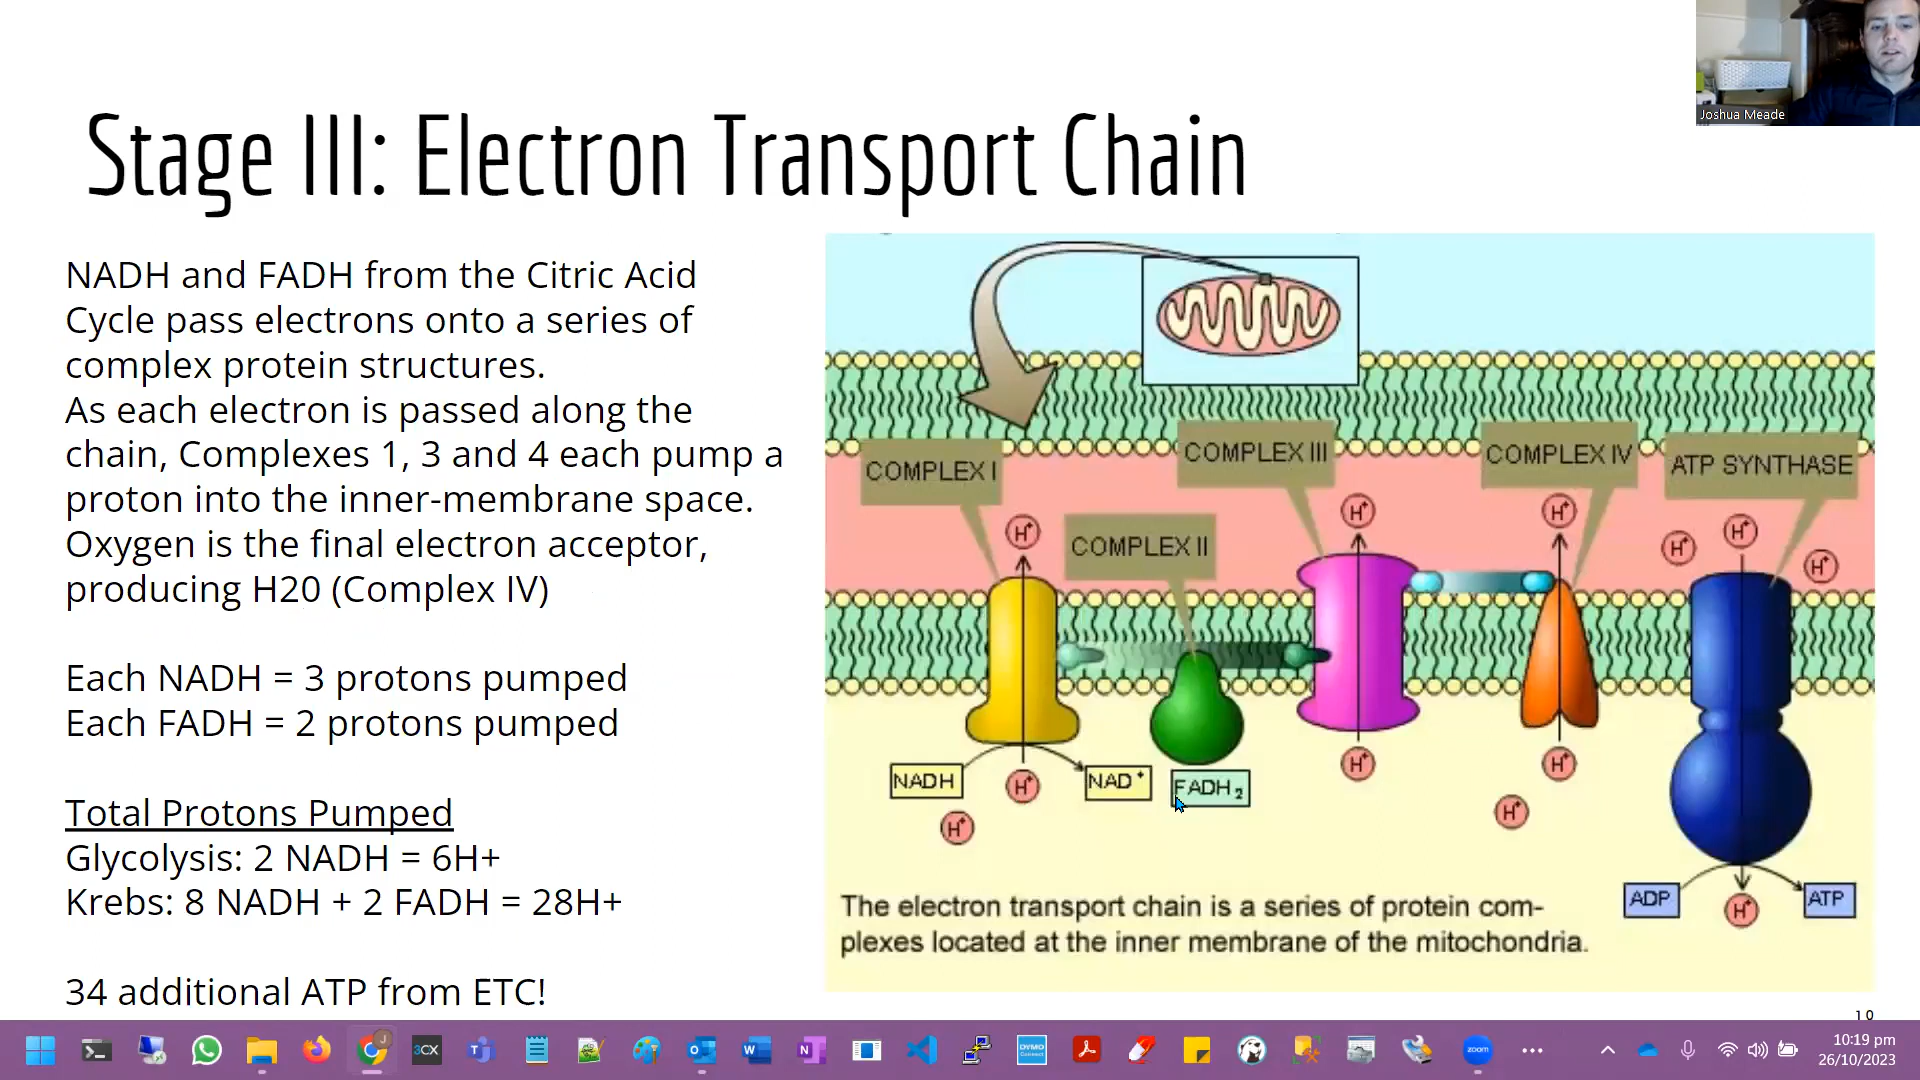 Joshua Meade
Stage III: Electron Transport Chain
NADH and FADH from the Citric Acid
Cycle pass electrons onto a series of
complex protein structures.
As each electron is passed along the
chain, Complexes 1, 3 and 4 each pump a
proton into the inner-membrane space.
Oxygen is the final electron acceptor,
producing H20 (Complex IV)
Each NADH = 3 protons pumped
Each FADH = 2 protons pumped
Total Protons Pumped
Glycolysis: 2 NADH = 6H+
Krebs: 8 NADH + 2 FADH = 28H+
34 additional ATP from ETC!
COMPLEX I
COMPLEX II
COMPLEX III
COMPLEX IV
ATP SYNTHASE
H+
H+
H+
H+
H+
H+
NADH
H+
NAD+
FADH2
H+
H+
H+
H+
ADP
H+
ATP
The electron transport chain is a series of protein com-
plexes located at the inner membrane of the mitochondria.
10
3CX
DYMO
Connect
zoom
10:19 pm
26/10/2023